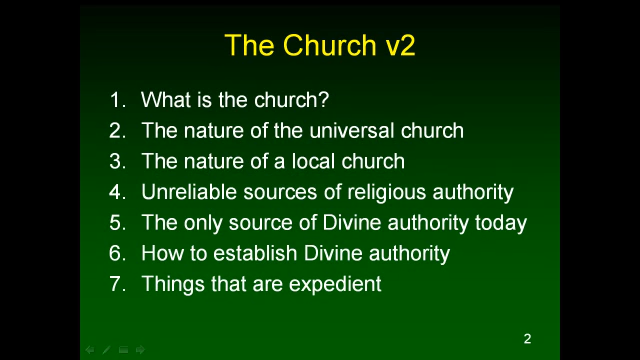 The Church v2
1. What is the church?
2. The nature of the universal church
3. The nature of a local church
4. Unreliable sources of religious authority
5. The only source of Divine authority today
6. How to establish Divine authority
7. Things that are expedient
2